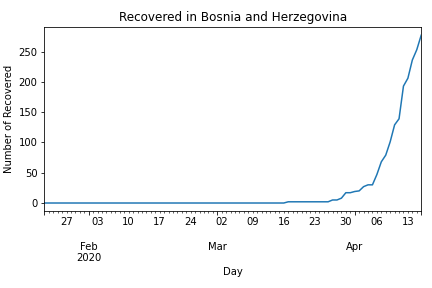 Recovered in Bosnia and Herzegovina
Number of Recovered
250
200
150
100
50
0
27 03 10 17 24 02 09 16 23 30 06 13
Feb Mar Apr
2020
Day